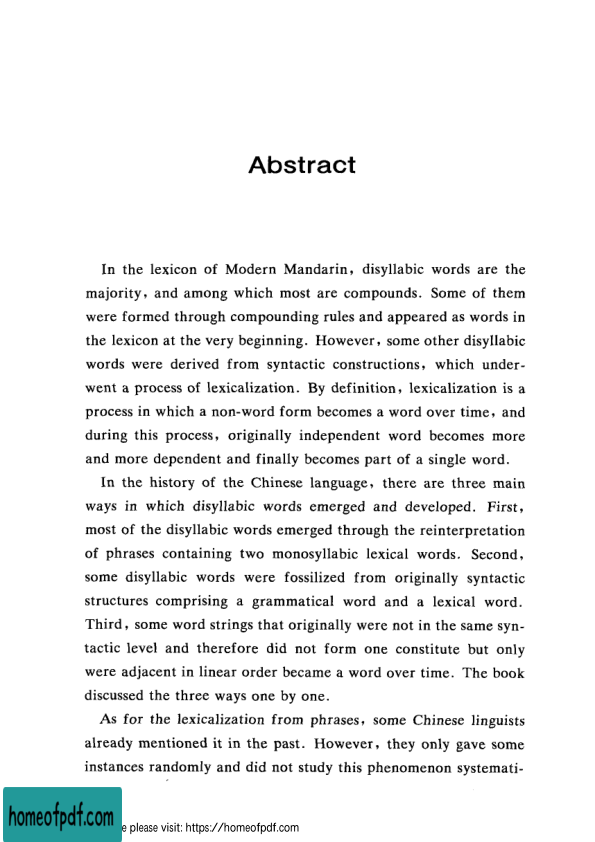 Abstract
In the lexicon of Modern Mandarin, disyllabic words are the
majority, and among which most are compounds. Some of them
were formed through compounding rules and appeared as words in
the lexicon at the very beginning. However, some other disyllabic
words were derived from syntactic constructions, which under-
went a process of lexicalization. By definition, lexicalization is a
process in which a non-word form becomes a word over time, and
during this process, originally independent word becomes more
and more dependent and finally becomes part of a single word.
In the history of the Chinese language, there are three main
ways in which disyllabic words emerged and developed. First,
most of the disyllabic words emerged through the reinterpretation
of phrases containing two monosyllabic lexical words. Second,
some disyllabic words were fossilized from originally syntactic
structures comprising a grammatical word and a lexical word.
Third, some word strings that originally were not in the same syn-
tactic level and therefore did not form one constitute but only
were adjacent in linear order became a word over time. The book
discussed the three ways one by one.
As for the lexicalization from phrases, some Chinese linguists
already mentioned it in the past. However, they only gave some
instances randomly and did not study this phenomenon systemati-
homeofpdf.com
e please visit: https://homeofpdf.com